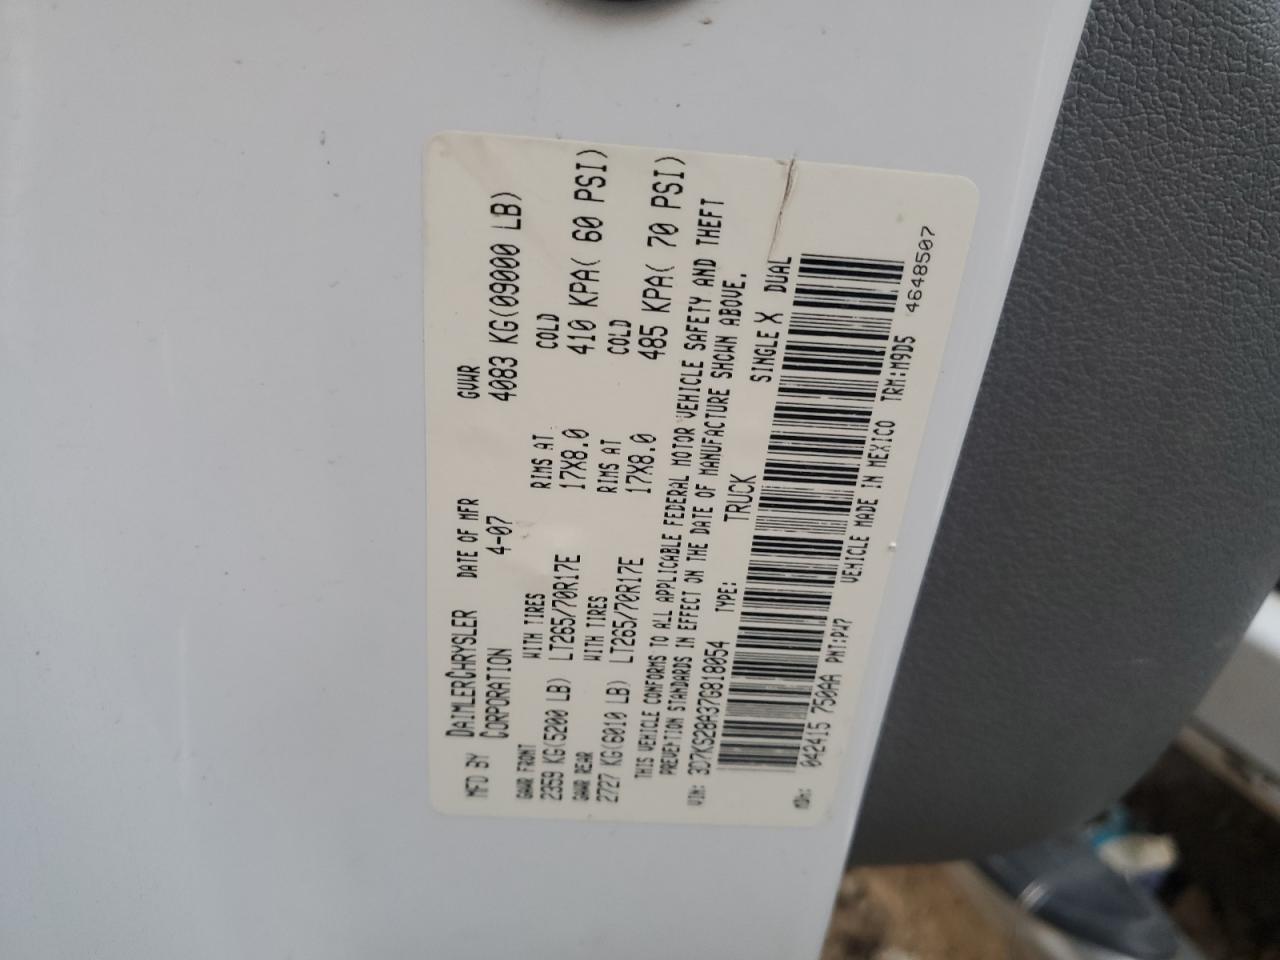 MFD BY DAIMLERCHRYSLER CORPORATION DATE OF MFR 4-07 GVWR 4083 KG(09000 LB)
GAWR FRONT WITH TIRES RIMS AT COLD
2359 KG(5200 LB) LT265/70R17E 17X8.0 410 KPA( 60 PSI)
GAWR REAR WITH TIRES RIMS AT COLD
2727 KG(6010 LB) LT265/70R17E 17X8.0 485 KPA( 70 PSI)
THIS VEHICLE CONFORMS TO ALL APPLICABLE FEDERAL MOTOR VEHICLE SAFETY AND THEFT
PREVENTION STANDARDS IN EFFECT ON THE DATE OF MANUFACTURE SHOWN ABOVE.
VIN: 3D7KS28A37G818054 TYPE: TRUCK SINGLE X DUAL
MDH: 042415 750AA PNT:PW7 VEHICLE MADE IN MEXICO TRM:M9D5 4648507